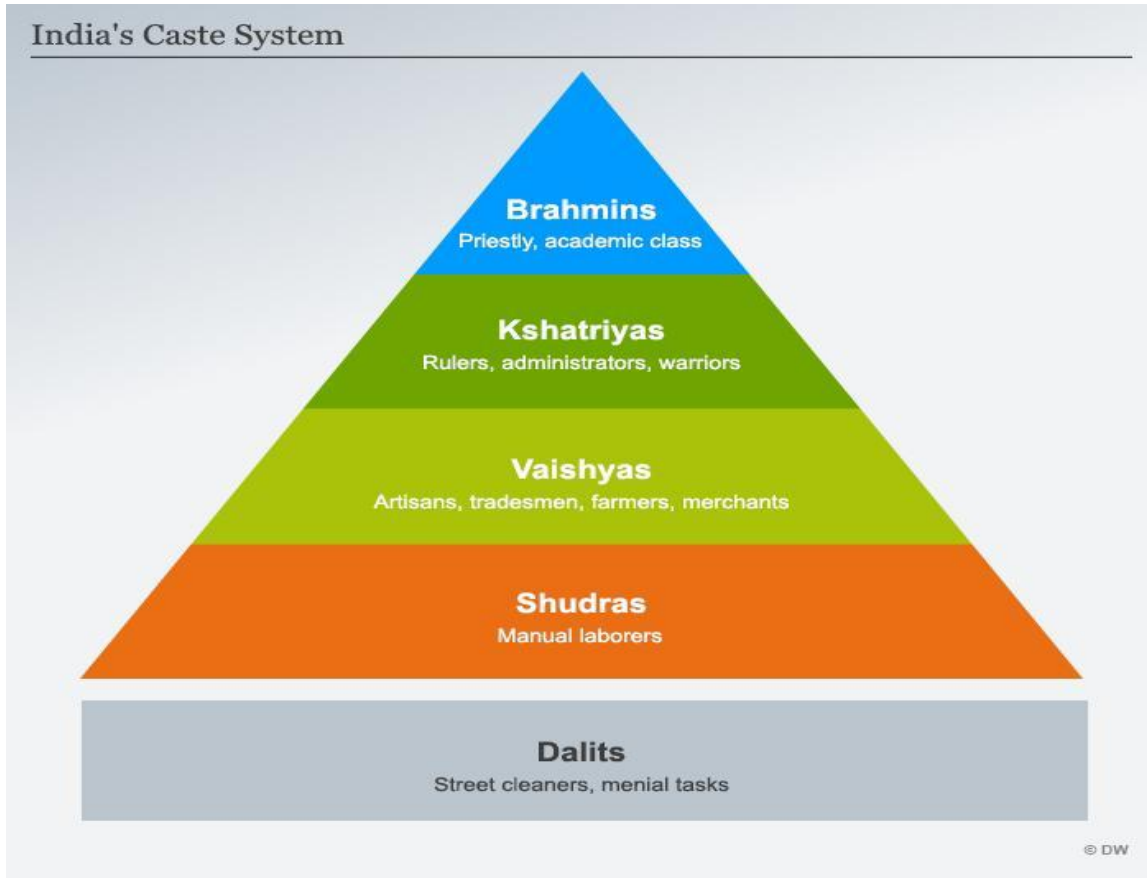 India's Caste System
Brahmins
Priestly, academic class
Kshatriyas
Rulers, administrators, warriors
Vaishyas
Artisans, tradesmen, farmers, merchants
Shudras
Manual laborers
Dalits
Street cleaners, menial tasks
© DW